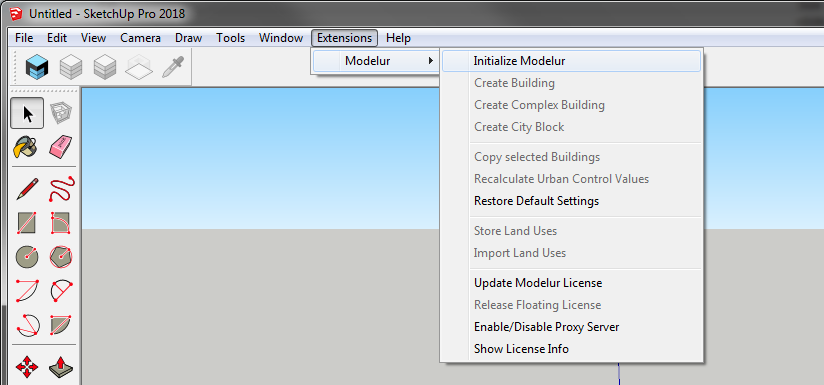 Untitled - SketchUp Pro 2018
File Edit View Camera Draw Tools Window Extensions Help
Modelur
Initialize Modelur
Create Building
Create Complex Building
Create City Block
Copy selected Buildings
Recalculate Urban Control Values
Restore Default Settings
Store Land Uses
Import Land Uses
Update Modelur License
Release Floating License
Enable/Disable Proxy Server
Show License Info